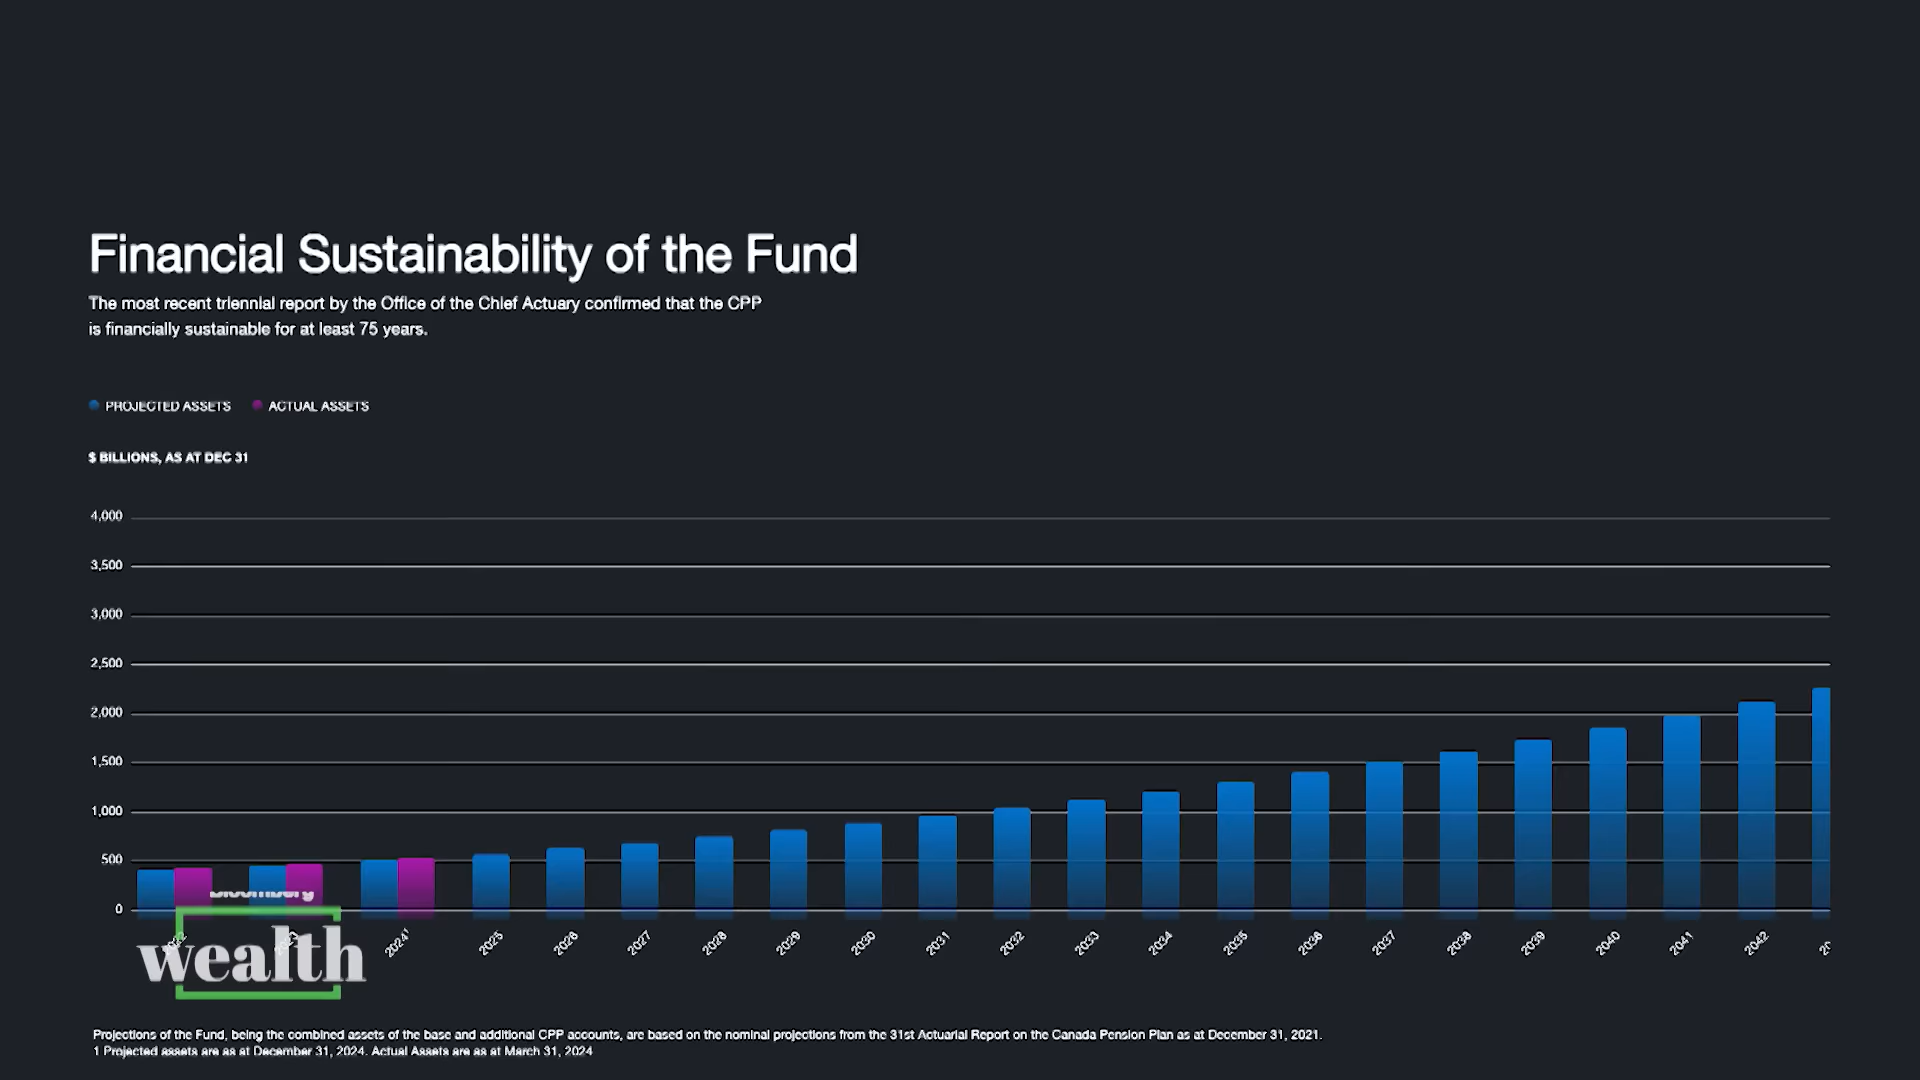 Financial Sustainability of the Fund
The most recent triennial report by the Office of the Chief Actuary confirmed that the CPP
is financially sustainable for at least 75 years.
PROJECTED ASSETS ACTUAL ASSETS
$ BILLIONS, AS AT DEC 31
4,000
3,500
3,000
2,500
2,000
1,500
1,000
500
0
Bloomberg
wealth
2024¹ 2025 2026 2027 2028 2029 2030 2031 2032 2033 2034 2035 2036 2037 2038 2039 2040 2041 2042
Projections of the Fund, being the combined assets of the base and additional CPP accounts, are based on the nominal projections from the 31st Actuarial Report on the Canada Pension Plan as at December 31, 2021.
1 Projected assets are as at December 31, 2024. Actual Assets are as at March 31, 2024